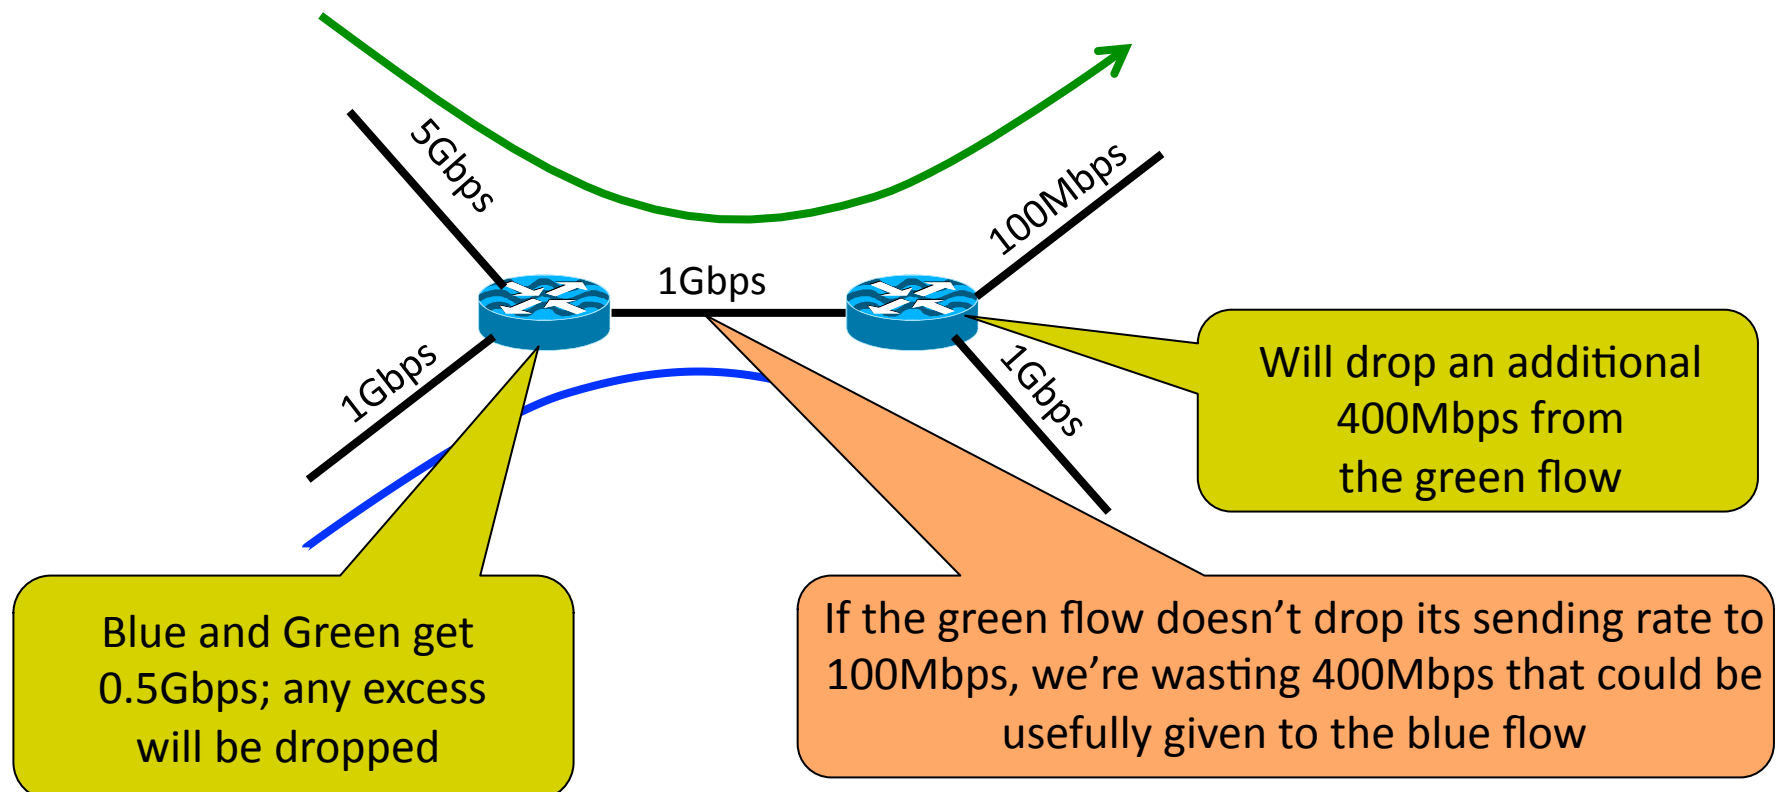 5Gbps
100Mbps
1Gbps
1Gbps
1Gbps
Will drop an additional
400Mbps from
the green flow
Blue and Green get
0.5Gbps; any excess
will be dropped
If the green flow doesn’t drop its sending rate to
100Mbps, we’re wasting 400Mbps that could be
usefully given to the blue flow